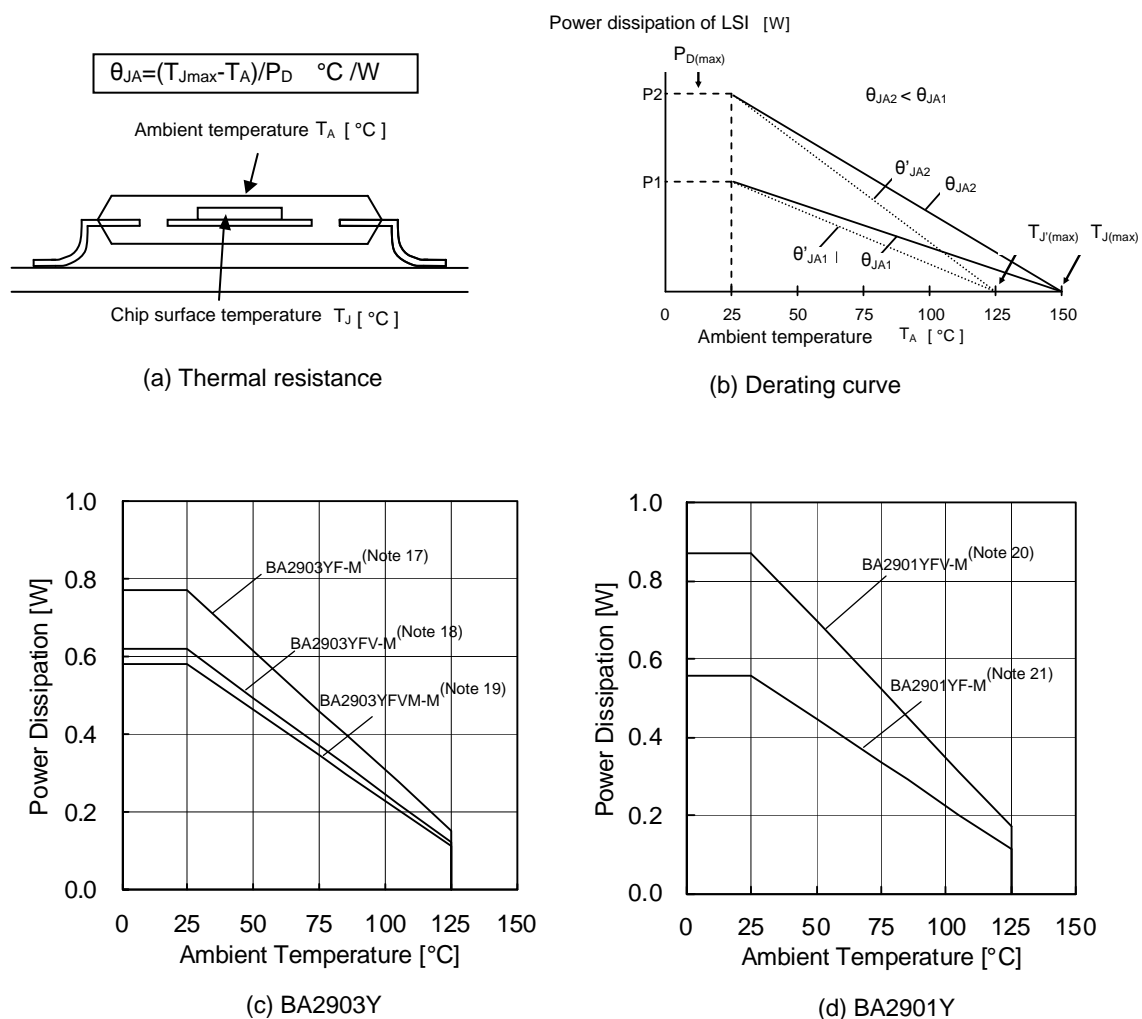 θJA=(TJmax-TA)/PD °C /W
Ambient temperature TA [ °C ]
Chip surface temperature TJ [ °C ]
(a) Thermal resistance
Power dissipation of LSI [W]
PD(max)
P2
θJA2 < θJA1
θ'JA2
θJA2
P1
TJ'(max) TJ(max)
θ'JA1 θJA1
0 25 50 75 100 125 150
Ambient temperature TA [ °C ]
(b) Derating curve
1.0
0.8
0.6
0.4
0.2
0.0
Power Dissipation [W]
BA2903YF-M(Note 17)
BA2903YFV-M(Note 18)
BA2903YFVM-M(Note 19)
0 25 50 75 100 125 150
Ambient Temperature [°C]
(c) BA2903Y
1.0
0.8
0.6
0.4
0.2
0.0
Power Dissipation [W]
BA2901YFV-M(Note 20)
BA2901YF-M(Note 21)
0 25 50 75 100 125 150
Ambient Temperature [°C]
(d) BA2901Y